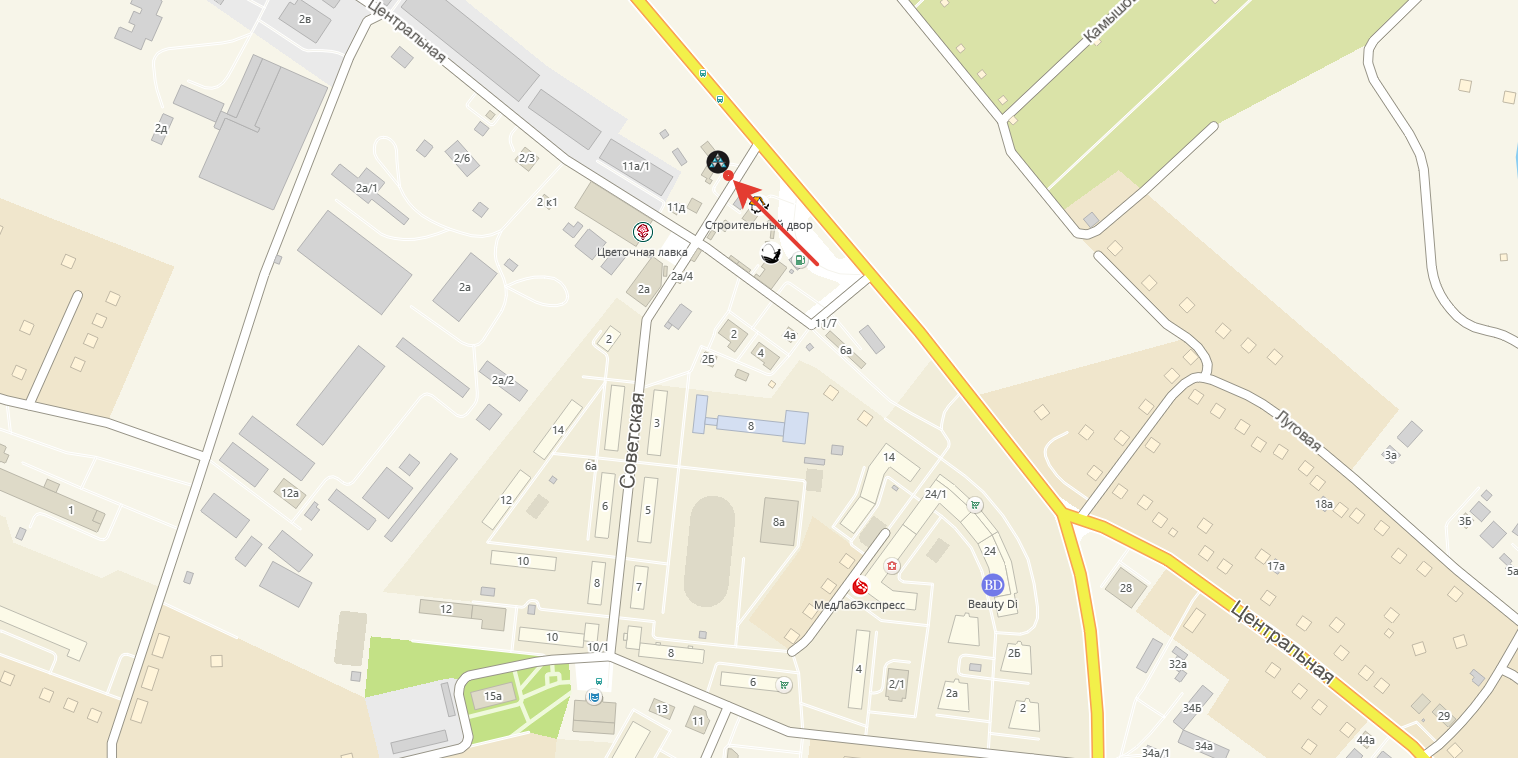 2в
Центральная
Камышов
2д
2/6
2/3
11а/1
2а/1
2 к1
11д
Строительный двор
Цветочная лавка
2а/4
2а
2а
11/7
2
4а
2Б
4
6а
2а/2
14
3
8
Советская
6а
12
6
5
8а
14
24/1
24
12а
1
10
8
7
МедЛабЭкспресс
BD
Beauty Di
12
10
10/1
8
6
4
2/1
2Б
2а
2
15а
13
11
Луговая
3а
18а
3Б
5а
17а
28
Центральная
32а
34Б
34а
34а/1
29
44а